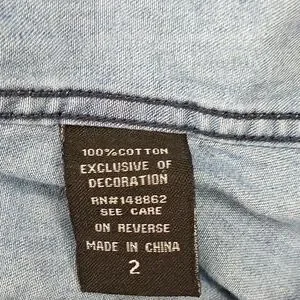 100%COTTON
EXCLUSIVE OF
DECORATION
RN#148862
SEE CARE
ON REVERSE
MADE IN CHINA
2